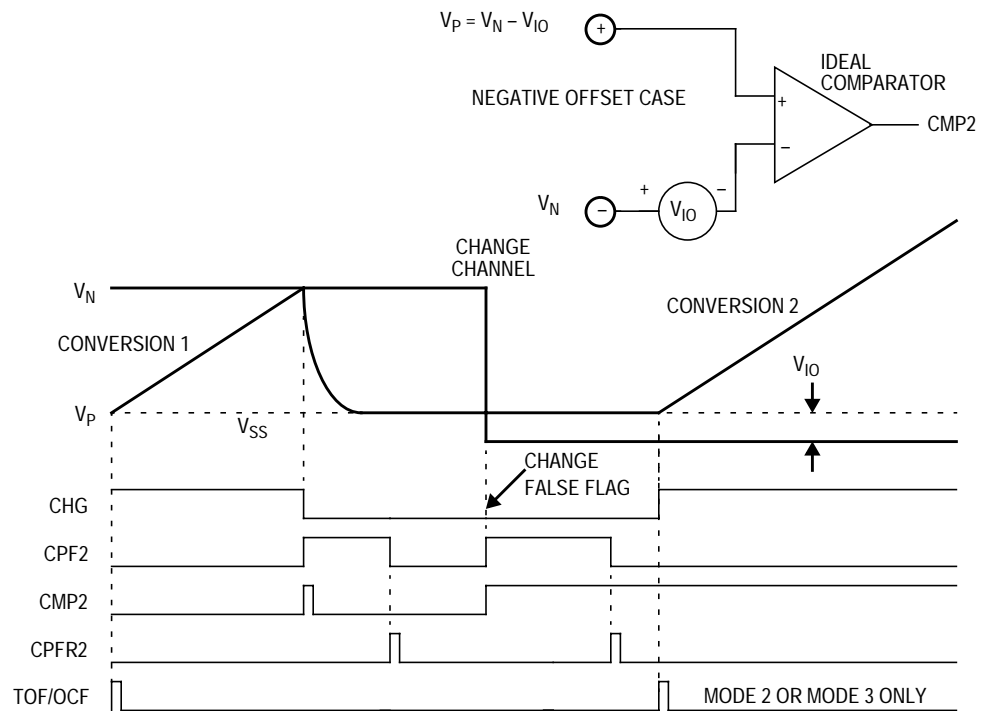 V_P = V_N – V_IO
+
IDEAL
COMPARATOR
NEGATIVE OFFSET CASE
+
–
CMP2
V_N
–
+
V_IO
–
CHANGE
CHANNEL
V_N
CONVERSION 1
CONVERSION 2
V_IO
V_P
V_SS
CHANGE
FALSE FLAG
CHG
CPF2
CMP2
CPFR2
TOF/OCF
MODE 2 OR MODE 3 ONLY